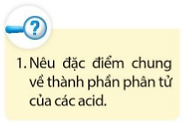 1. Nêu đặc điểm chung
về thành phần phân tử
của các acid.